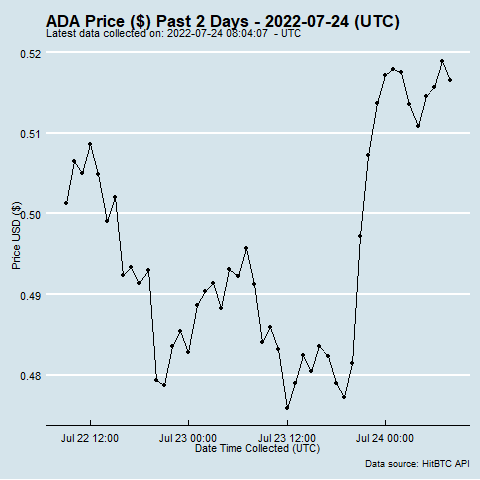 ADA Price ($) Past 2 Days - 2022-07-24 (UTC)
Latest data collected on: 2022-07-24 08:04:07 - UTC
0.52
0.51
0.50
0.49
0.48
Price USD ($)
Jul 22 12:00 Jul 23 00:00 Jul 23 12:00 Jul 24 00:00
Date Time Collected (UTC)
Data source: HitBTC API